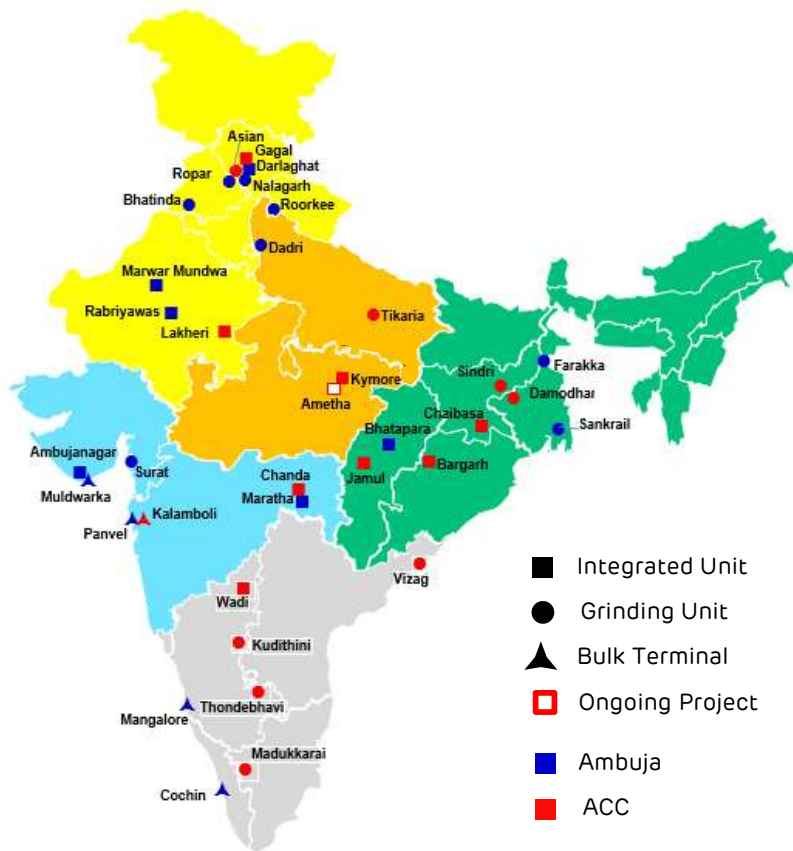 Asian
Gagal
Darlaghat
Ropar
Nalagarh
Bhatinda
Roorkee
Dadri
Marwar Mundwa
Rabriyawas
Lakheri
Tikaria
Kymore
Ametha
Sindri
Farakka
Damodhar
Chaibasa
Sankrail
Bhatapara
Jamul
Bargarh
Ambujanagar
Surat
Muldwarka
Chanda
Maratha
Kalamboli
Panvel
Vizag
Wadi
Kudithini
Thondebhavi
Mangalore
Madukkarai
Cochin
Integrated Unit
Grinding Unit
Bulk Terminal
Ongoing Project
Ambuja
ACC